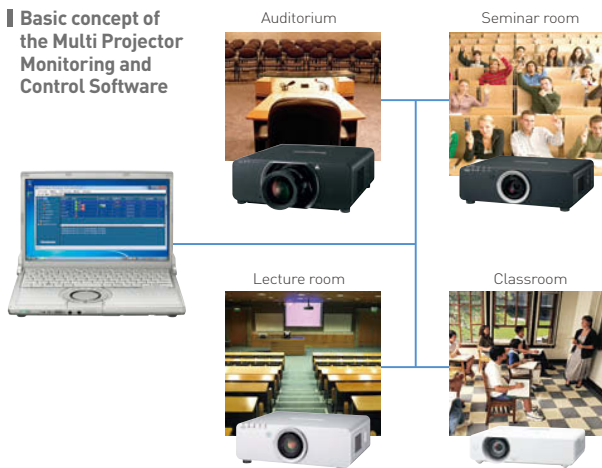 Basic concept of
the Multi Projector
Monitoring and
Control Software
Auditorium
Seminar room
Lecture room
Classroom